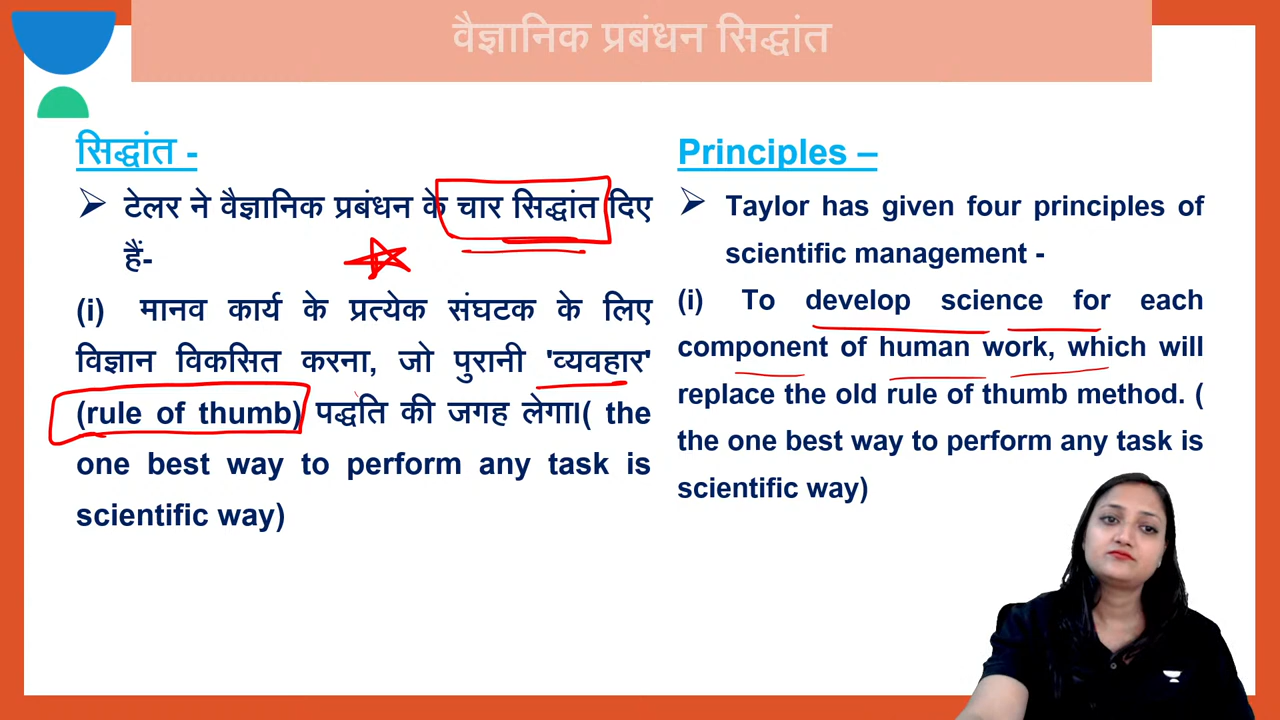 वैज्ञानिक प्रबंधन सिद्धांत
सिद्धांत -
➢ टेलर ने वैज्ञानिक प्रबंधन के चार सिद्धांत दिए
हैं-
(i) मानव कार्य के प्रत्येक संघटक के लिए
विज्ञान विकसित करना, जो पुरानी 'व्यवहार'
(rule of thumb) पद्धति की जगह लेगा।( the
one best way to perform any task is
scientific way)
Principles –
➢ Taylor has given four principles of
scientific management -
(i) To develop science for each
component of human work, which will
replace the old rule of thumb method. (
the one best way to perform any task is
scientific way)